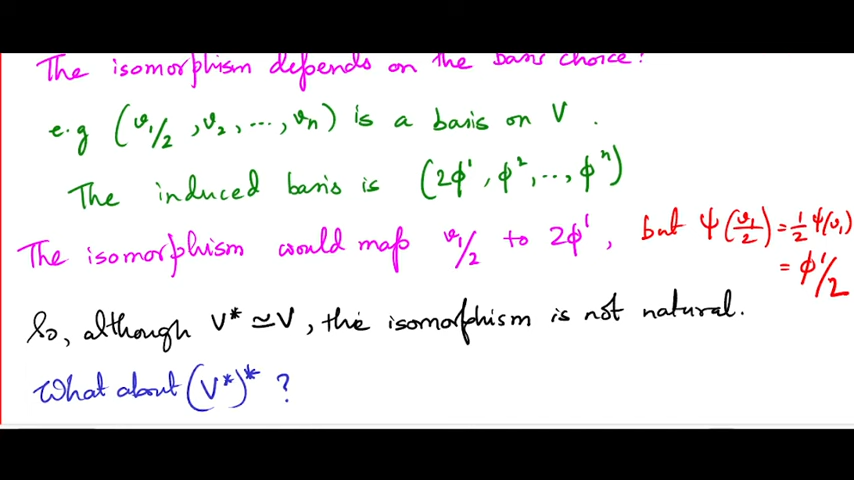 The isomorphism depends on the basis choice!
e.g (v₁/2, v₂, ..., vₙ) is a basis on V.
The induced basis is (2ϕ¹, ϕ², ..., ϕⁿ)
The isomorphism would map v₁/2 to 2ϕ¹, but Ψ(v₁/2) = 1/2 Ψ(v₁)
= ϕ¹/2
So, although V* ≃ V, the isomorphism is not natural.
What about (V*)* ?